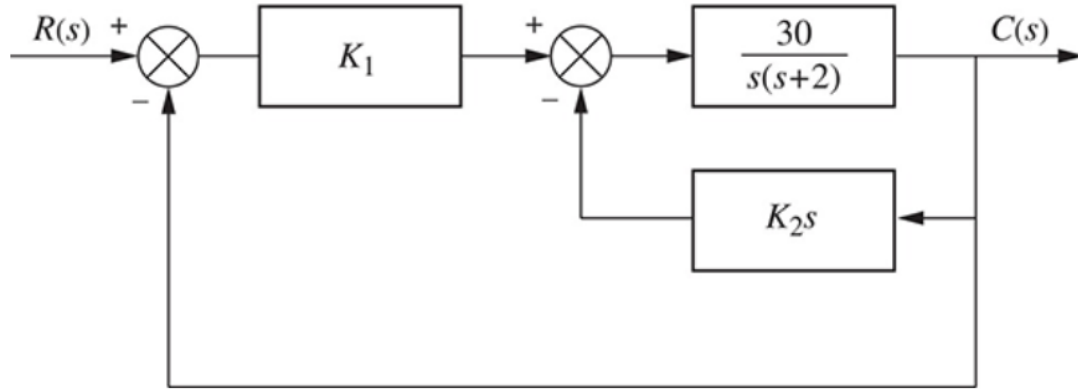 R(s) + − K₁ + − 30 C(s)
s(s+2)
K₂s